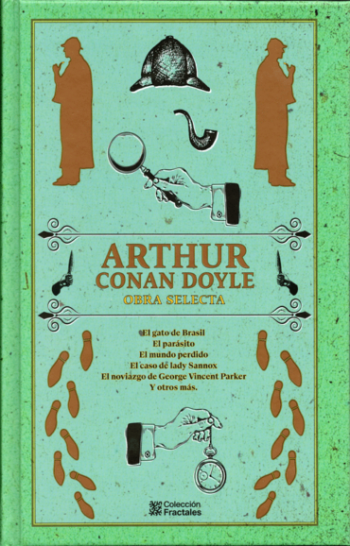 ARTHUR
CONAN DOYLE
OBRA SELECTA
El gato de Brasil
El parásito
El mundo perdido
El caso de lady Sannox
El noviazgo de George Vincent Parker
Y otros más.
Colección
Fractales